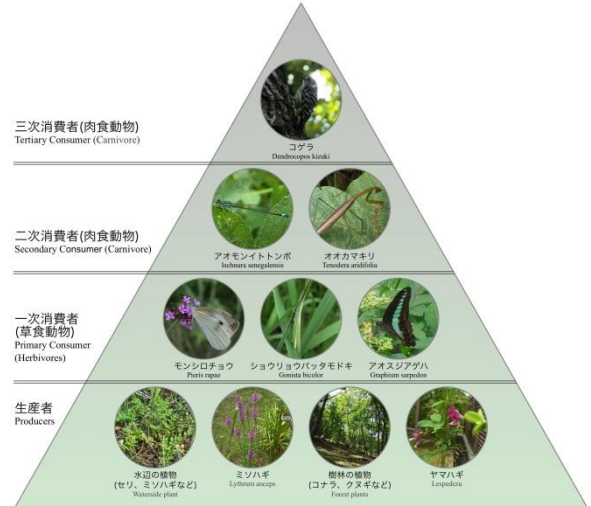 コゲラ
Dendrocopos kizuki
三次消費者(肉食動物)
Tertiary Consumer (Carnivore)
アオモンイトトンボ
Ischnura senegalensis
オオカマキリ
Tenodera aridifolia
二次消費者(肉食動物)
Secondary Consumer (Carnivore)
モンシロチョウ
Pieris rapae
ショウリョウバッタモドキ
Gonista bicolor
アオスジアゲハ
Graphium sarpedon
一次消費者
(草食動物)
Primary Consumer
(Herbivores)
生産者
Producers
水辺の植物
(セリ、ミソハギなど)
Waterside plant
ミソハギ
Lythrum anceps
樹林の植物
(コナラ、クヌギなど)
Forest plants
ヤマハギ
Lespedeza